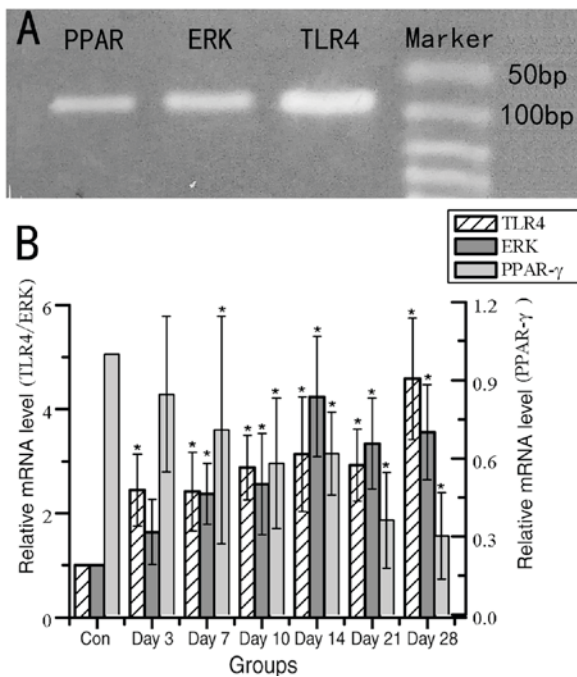 A
PPAR ERK TLR4 Marker
50bp
100bp
B
TLR4
ERK
PPAR-γ
Relative mRNA level (TLR4/ERK)
6
4
2
0
1.2
0.9
0.6
0.3
0.0
Relative mRNA level (PPAR-γ)
* * * * * * * * * * * * * * * *
Con Day 3 Day 7 Day 10 Day 14 Day 21 Day 28
Groups